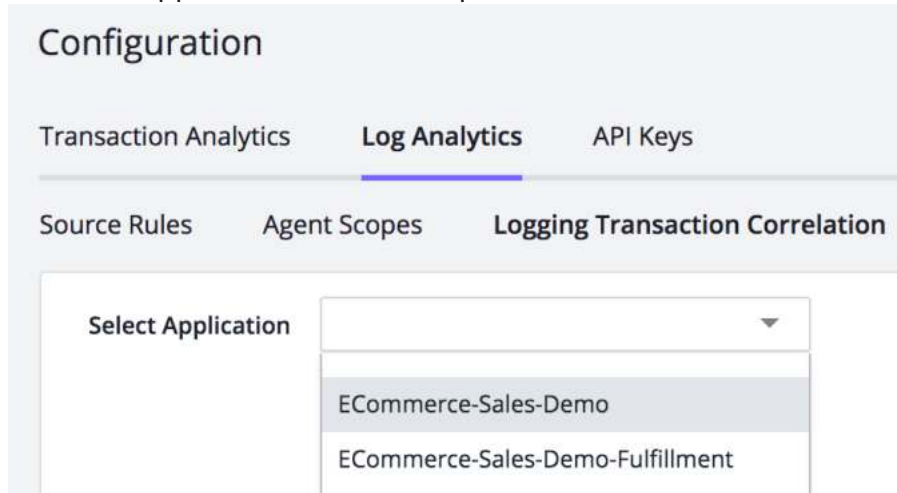 Configuration
Transaction Analytics Log Analytics API Keys
Source Rules Agent Scopes Logging Transaction Correlation
Select Application
ECommerce-Sales-Demo
ECommerce-Sales-Demo-Fulfillment